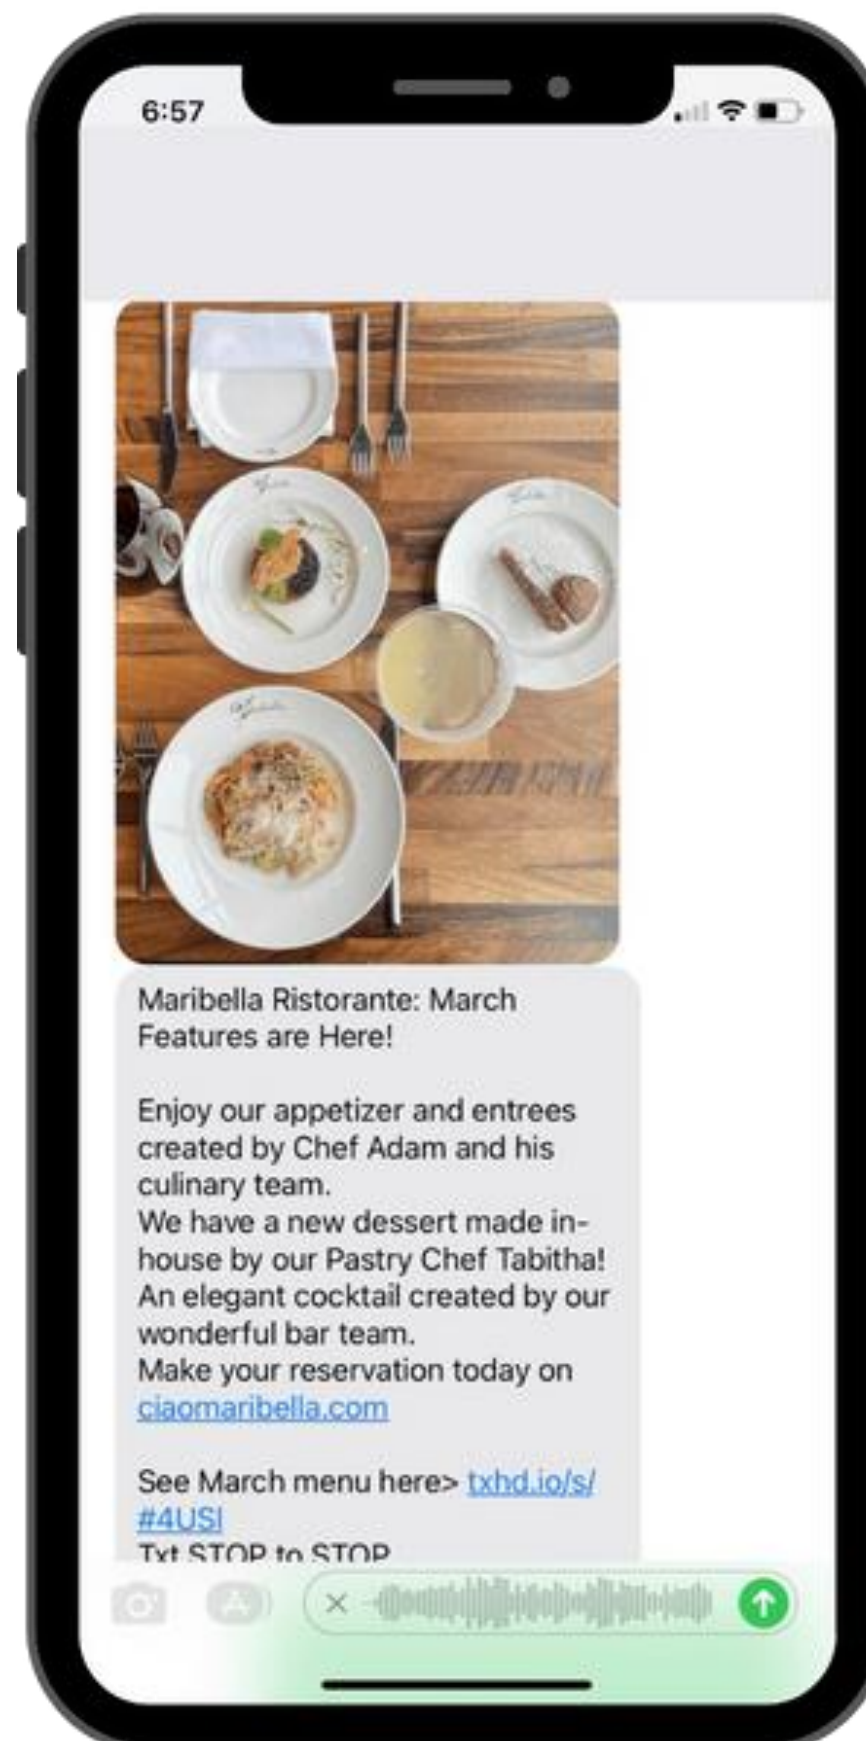 6:57
Maribella Ristorante: March
Features are Here!
Enjoy our appetizer and entrees
created by Chef Adam and his
culinary team.
We have a new dessert made in-
house by our Pastry Chef Tabitha!
An elegant cocktail created by our
wonderful bar team.
Make your reservation today on
ciaomaribella.com
See March menu here> txhd.io/s/
#4USI
Txt STOP to STOP